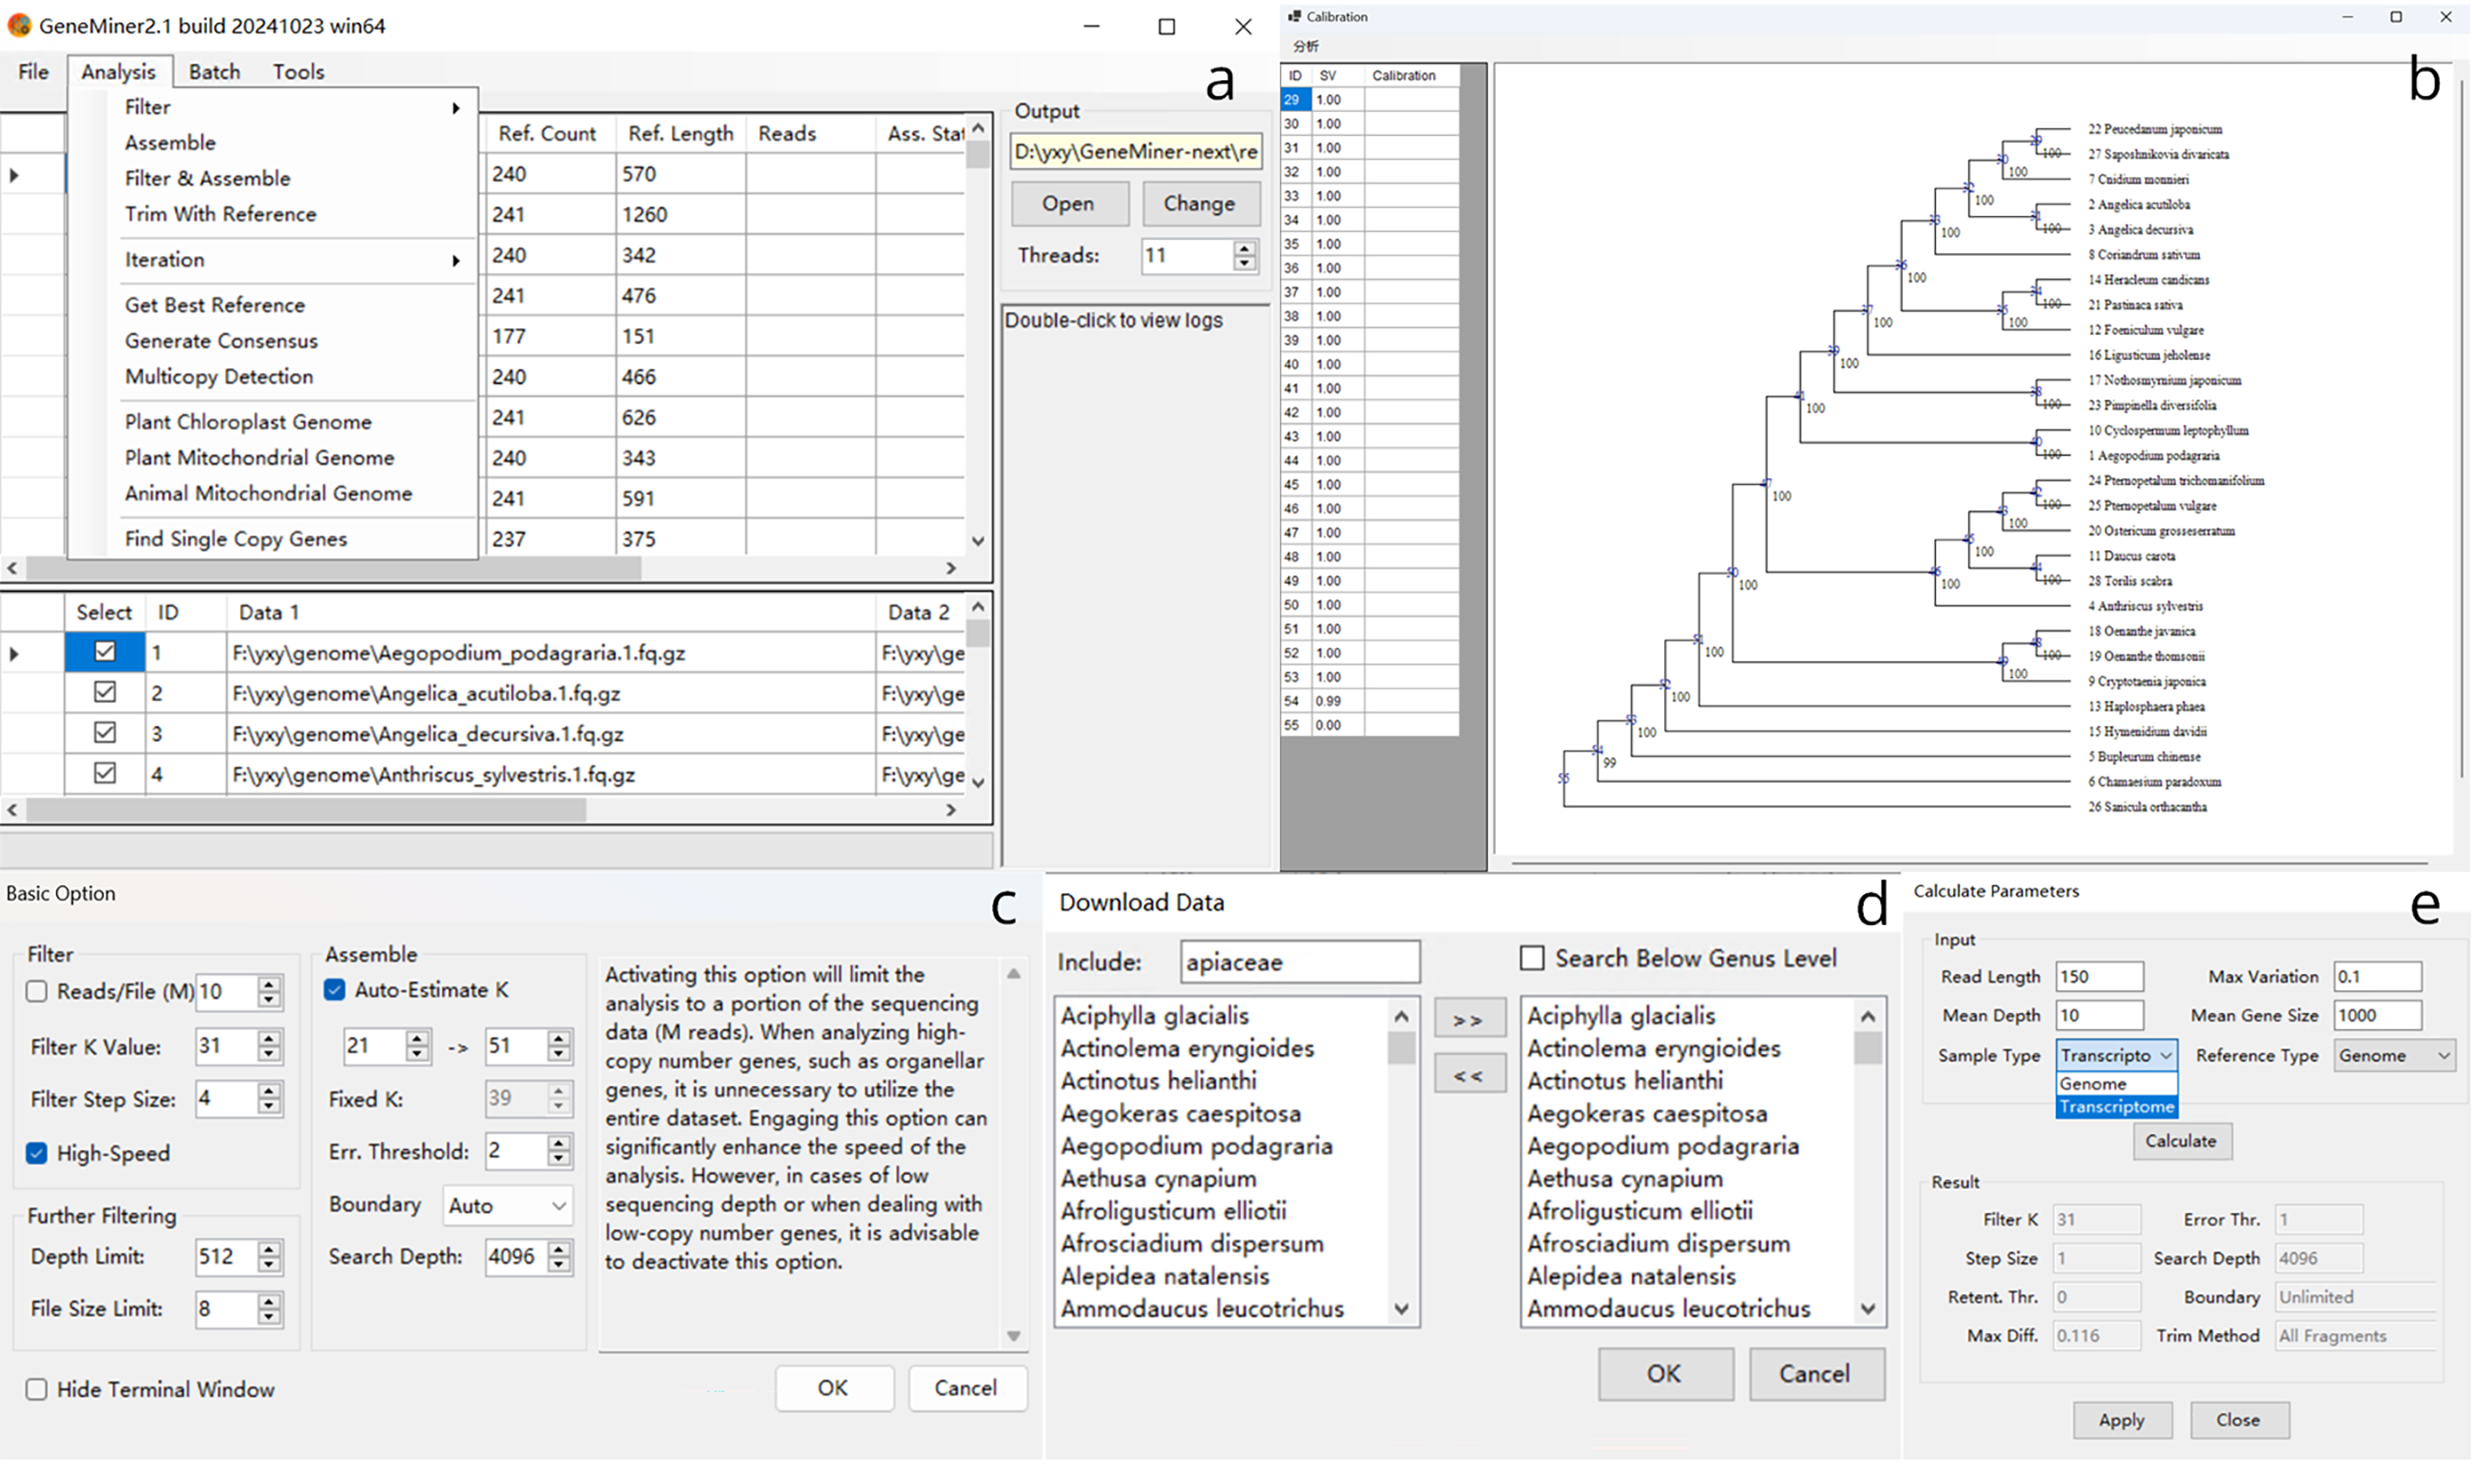 GeneMiner2.1 build 20241023 win64
File Analysis Batch Tools
a
Filter
Assemble
Filter & Assemble
Trim With Reference
Iteration
Get Best Reference
Generate Consensus
Multicopy Detection
Plant Chloroplast Genome
Plant Mitochondrial Genome
Animal Mitochondrial Genome
Find Single Copy Genes
Ref. Count Ref. Length Reads Ass. Stat
240 570
241 1260
240 342
241 476
177 151
240 466
241 626
240 343
241 591
237 375
Output
D:\yxy\GeneMiner-next\re
Open Change
Threads: 11
Double-click to view logs
Select ID Data 1 Data 2
1 F:\yxy\genome\Aegopodium_podagraria.1.fq.gz F:\yxy\ge
2 F:\yxy\genome\Angelica_acutiloba.1.fq.gz F:\yxy\ge
3 F:\yxy\genome\Angelica_decursiva.1.fq.gz F:\yxy\ge
4 F:\yxy\genome\Anthriscus_sylvestris.1.fq.gz F:\yxy\ge
Calibration
分析
b
ID SV Calibration
29 1.00
30 1.00
31 1.00
32 1.00
33 1.00
34 1.00
35 1.00
36 1.00
37 1.00
38 1.00
39 1.00
40 1.00
41 1.00
42 1.00
43 1.00
44 1.00
45 1.00
46 1.00
47 1.00
48 1.00
49 1.00
50 1.00
51 1.00
52 1.00
53 1.00
54 0.99
55 0.00
22 Peucedanum japonicum
100 27 Saposhnikovia divaricata
100 7 Cnidium monnieri
100 2 Angelica acutiloba
100 100 3 Angelica decursiva
8 Coriandrum sativum
100 14 Heracleum candicans
100 21 Pastinaca sativa
100 100 12 Foeniculum vulgare
100 16 Ligusticum jeholense
17 Nothosmyrnium japonicum
100 100 23 Pimpinella diversifolia
10 Cyclospermum leptophyllum
100 1 Aegopodium podagraria
24 Pternopetalum trichomanifolium
100 100 25 Pternopetalum vulgare
100 20 Ostericum grosseserratum
100 11 Daucus carota
100 100 100 28 Torilis scabra
4 Anthriscus sylvestris
18 Oenanthe javanica
100 100 19 Oenanthe thomsonii
100 9 Cryptotaenia japonica
100 13 Haplosphaera phaea
100 15 Hymenidium davidii
99 5 Bupleurum chinense
6 Chamaesium paradoxum
26 Sanicula orthacantha
Basic Option
c
Filter
Reads/File (M) 10
Filter K Value: 31
Filter Step Size: 4
High-Speed
Further Filtering
Depth Limit: 512
File Size Limit: 8
Hide Terminal Window
Assemble
Auto-Estimate K
21 -> 51
Fixed K: 39
Err. Threshold: 2
Boundary Auto
Search Depth: 4096
Activating this option will limit the
analysis to a portion of the sequencing
data (M reads). When analyzing high-
copy number genes, such as organellar
genes, it is unnecessary to utilize the
entire dataset. Engaging this option can
significantly enhance the speed of the
analysis. However, in cases of low
sequencing depth or when dealing with
low-copy number genes, it is advisable
to deactivate this option.
OK Cancel
Download Data
d
Include: apiaceae
Search Below Genus Level
Aciphylla glacialis
Actinolema eryngioides
Actinotus helianthi
Aegokeras caespitosa
Aegopodium podagraria
Aethusa cynapium
Afroligusticum elliotii
Afrosciadium dispersum
Alepidea natalensis
Ammodaucus leucotrichus
>>
<<
Aciphylla glacialis
Actinolema eryngioides
Actinotus helianthi
Aegokeras caespitosa
Aegopodium podagraria
Aethusa cynapium
Afroligusticum elliotii
Afrosciadium dispersum
Alepidea natalensis
Ammodaucus leucotrichus
OK Cancel
Calculate Parameters
e
Input
Read Length 150 Max Variation 0.1
Mean Depth 10 Mean Gene Size 1000
Sample Type Transcripto Reference Type Genome
Genome
Transcriptome
Calculate
Result
Filter K 31 Error Thr. 1
Step Size 1 Search Depth 4096
Retent. Thr. 0 Boundary Unlimited
Max Diff. 0.116 Trim Method All Fragments
Apply Close